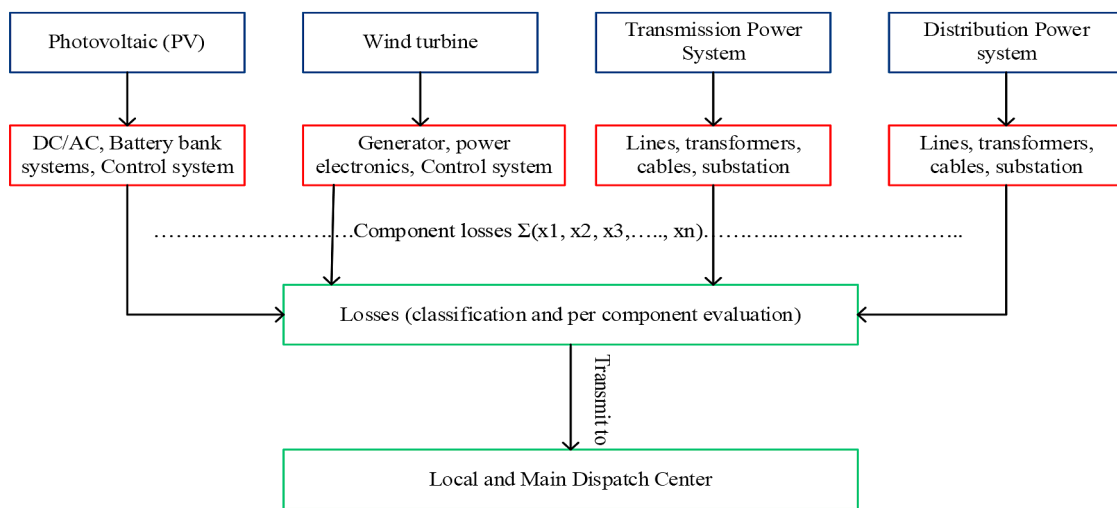 Photovoltaic (PV)
Wind turbine
Transmission Power
System
Distribution Power
system
DC/AC, Battery bank
systems, Control system
Generator, power
electronics, Control system
Lines, transformers,
cables, substation
Lines, transformers,
cables, substation
…………………….Component losses Σ(x1, x2, x3,….., xn)………..……………………..
Losses (classification and per component evaluation)
Transmit to
Local and Main Dispatch Center